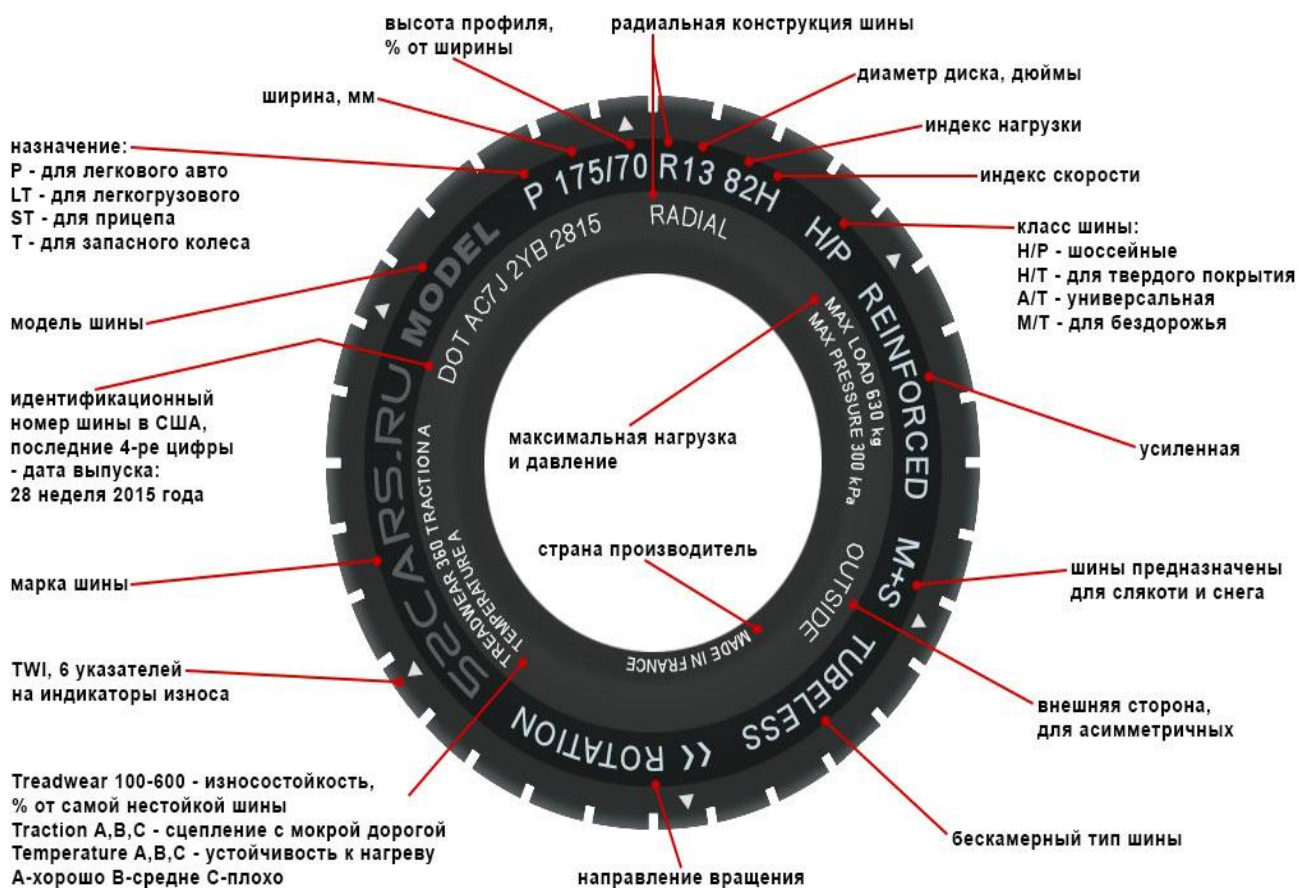 высота профиля,
% от ширины
радиальная конструкция шины
диаметр диска, дюймы
ширина, мм
индекс нагрузки
назначение:
P - для легкового авто
LT - для легкогрузового
ST - для прицепа
T - для запасного колеса
индекс скорости
класс шины:
H/P - шоссейные
H/T - для твердого покрытия
A/T - универсальная
M/T - для бездорожья
модель шины
идентификационный
номер шины в США,
последние 4-ре цифры
- дата выпуска:
28 неделя 2015 года
максимальная нагрузка
и давление
усиленная
страна производитель
марка шины
шины предназначены
для слякоти и снега
TWI, 6 указателей
на индикаторы износа
внешняя сторона,
для асимметричных
Treadwear 100-600 - износостойкость,
% от самой нестойкой шины
Traction A,B,C - сцепление с мокрой дорогой
Temperature A,B,C - устойчивость к нагреву
А-хорошо В-средне С-плохо
бескамерный тип шины
направление вращения
S2CARS.RU MODEL P 175/70 R13 82H H/P REINFORCED M+S TUBELESS << ROTATION
DOT AC7J 2YB 2815
RADIAL
MAX LOAD 630 kg
MAX PRESSURE 300 kPa
OUTSIDE
MADE IN FRANCE
TREADWEAR 360 TRACTION A
TEMPERATURE A